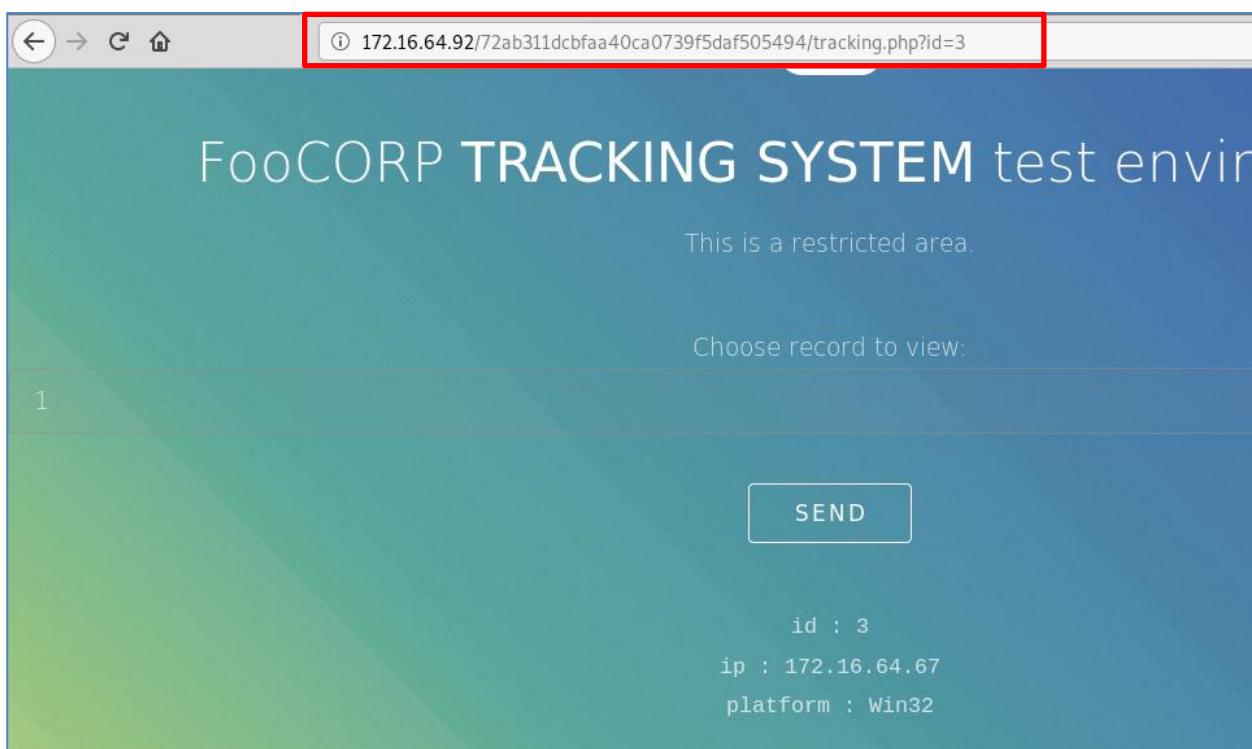 172.16.64.92/72ab311dcbfaa40ca0739f5daf505494/tracking.php?id=3
FooCORP TRACKING SYSTEM test envir
This is a restricted area.
Choose record to view:
1
SEND
id : 3
ip : 172.16.64.67
platform : Win32